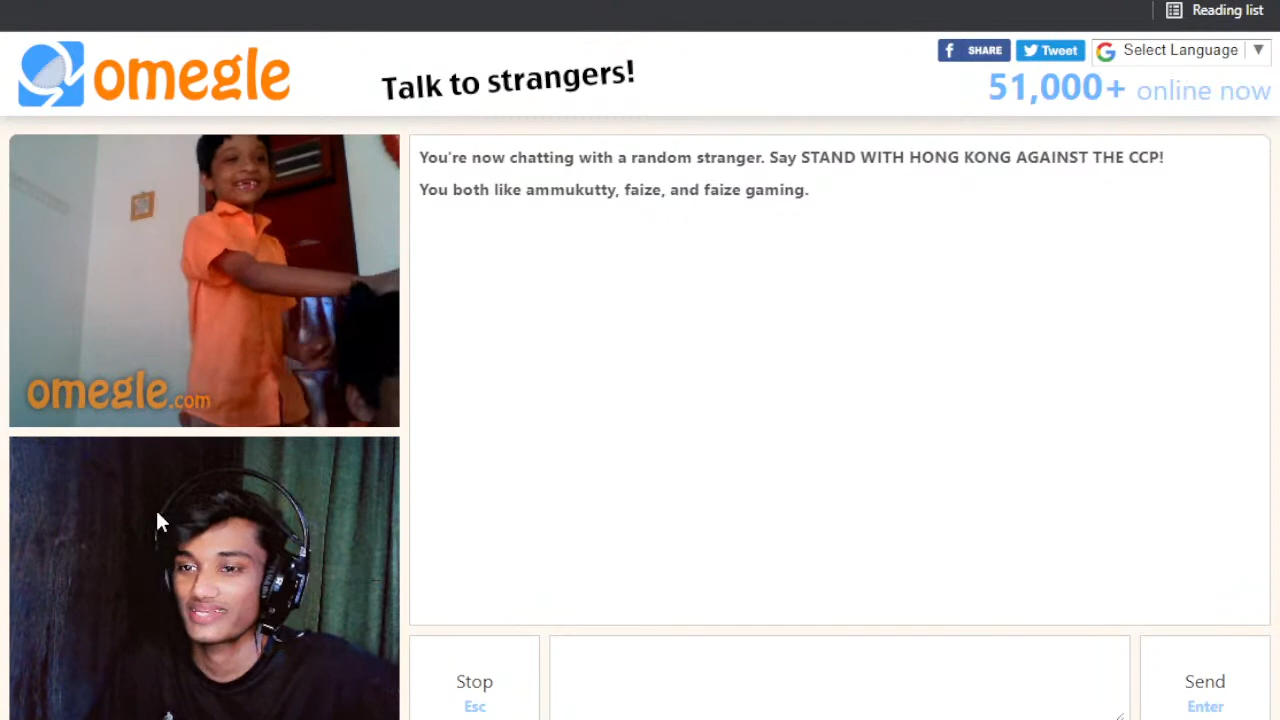 Reading list
omegle
Talk to strangers!
f SHARE
Tweet
G Select Language ▼
51,000+ online now
You're now chatting with a random stranger. Say STAND WITH HONG KONG AGAINST THE CCP!
You both like ammukutty, faize, and faize gaming.
omegle.com
Stop
Esc
Send
Enter